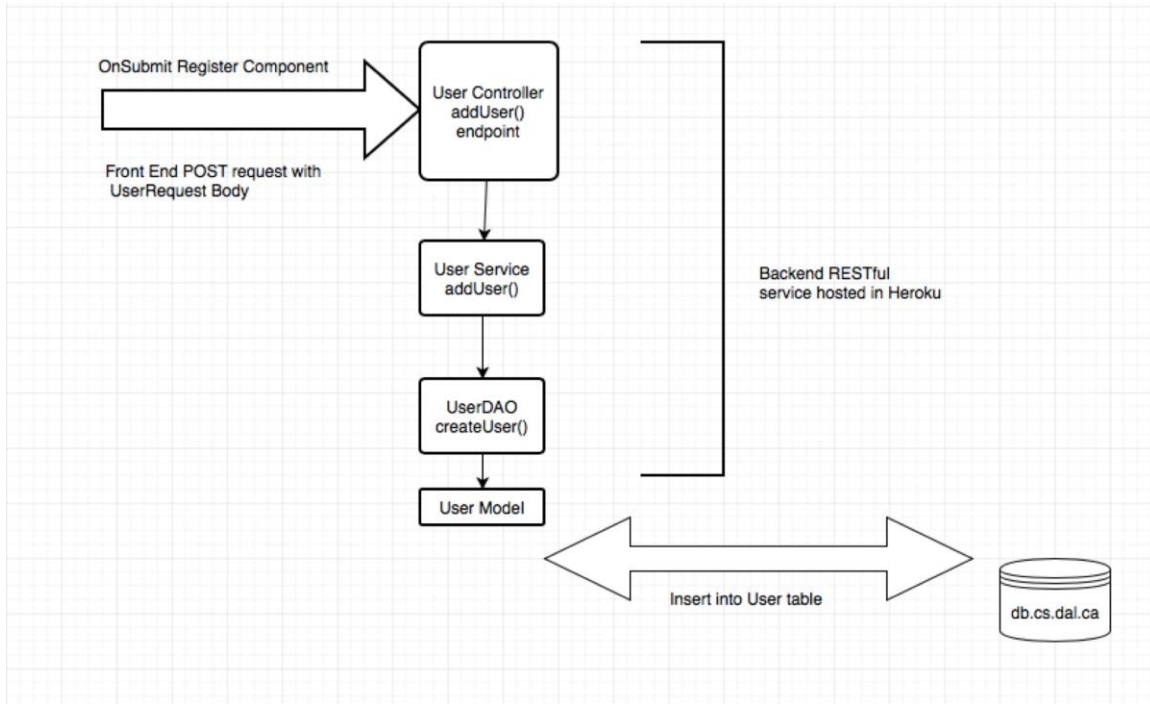 OnSubmit Register Component
User Controller
addUser()
endpoint
Front End POST request with
UserRequest Body
User Service
addUser()
Backend RESTful
service hosted in Heroku
UserDAO
createUser()
User Model
Insert into User table
db.cs.dal.ca